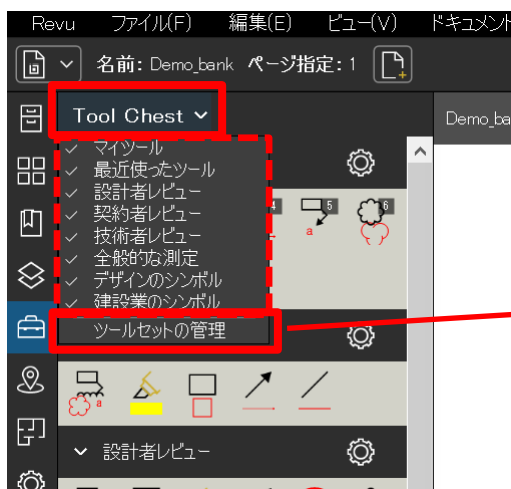 Revu ファイル(F) 編集(E) ビュー(V) ドキュメント
名前: Demo_bank ページ指定: 1
Tool Chest
Demo_ba
マイツール
最近使ったツール
設計者レビュー
契約者レビュー
技術者レビュー
全般的な測定
デザインのシンボル
建設業のシンボル
ツールセットの管理
4 5 6
a
a
設計者レビュー